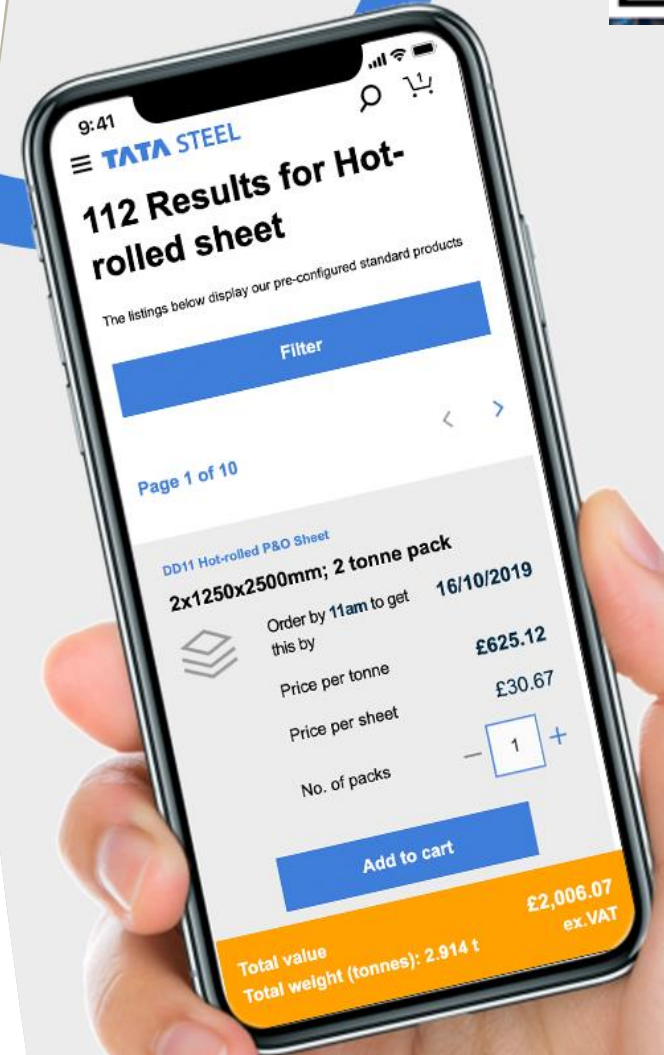 9:41
TATA STEEL
1
112 Results for Hot-
rolled sheet
The listings below display our pre-configured standard products
Filter
Page 1 of 10
DD11 Hot-rolled P&O Sheet
2x1250x2500mm; 2 tonne pack
Order by 11am to get
this by
16/10/2019
Price per tonne
£625.12
Price per sheet
£30.67
No. of packs
1
Add to cart
Total value
£2,006.07
Total weight (tonnes): 2.914 t
ex.VAT